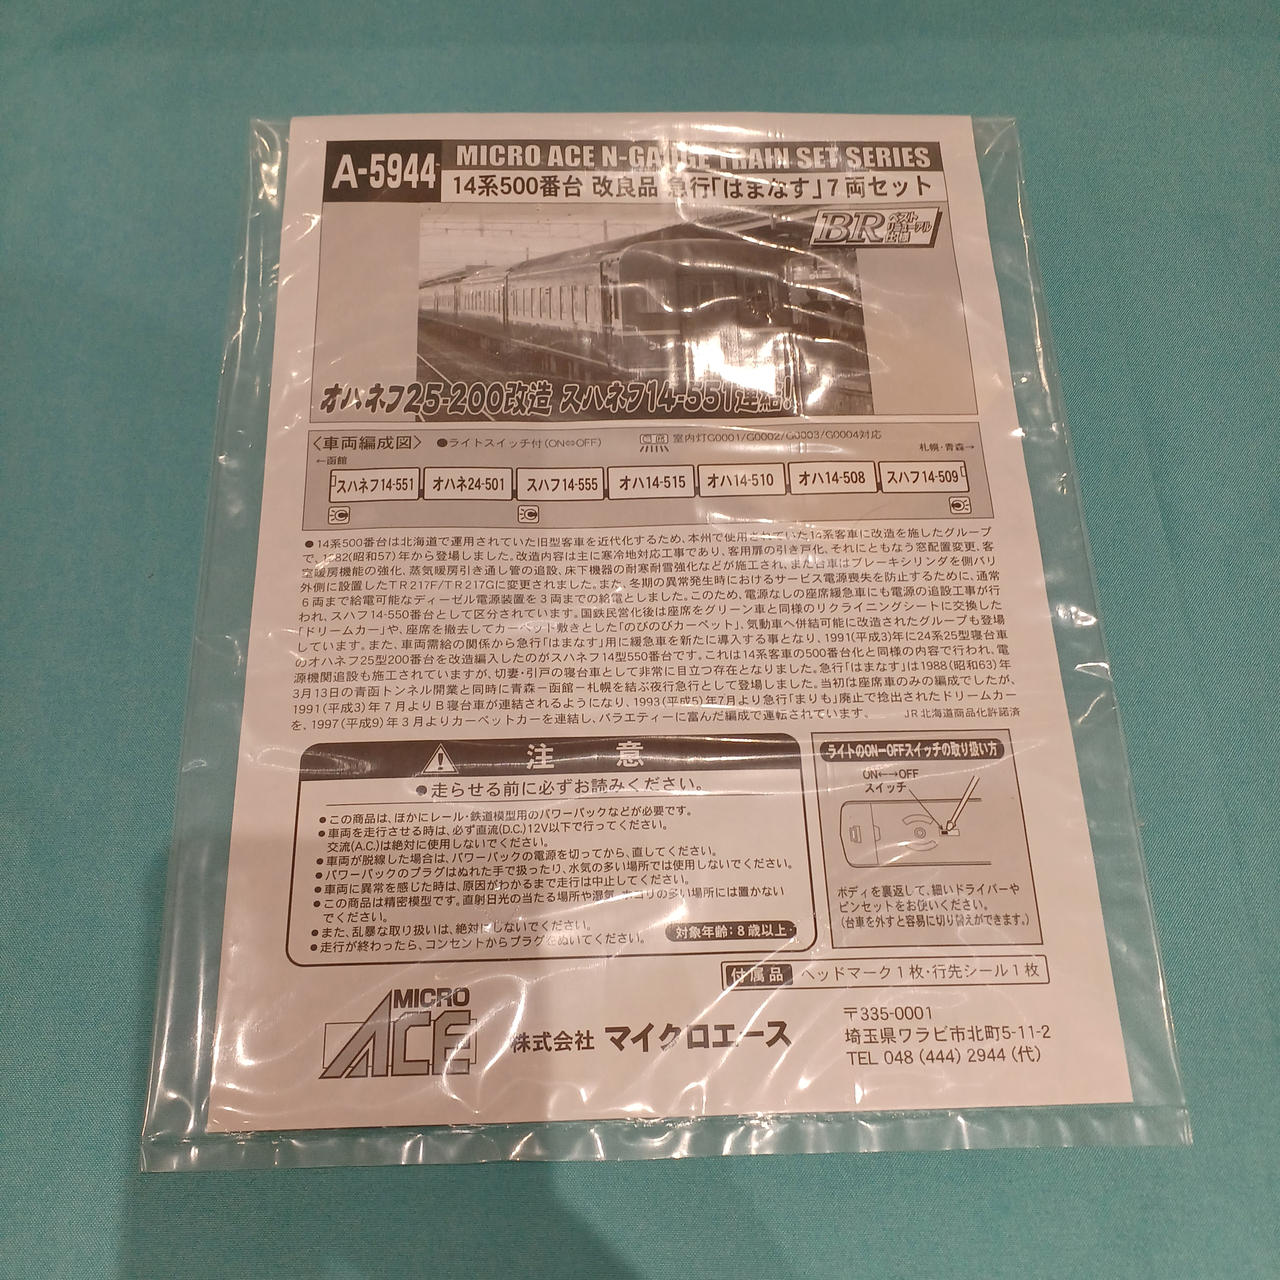 A-5944
MICRO ACE N-GAUGE TRAIN SET SERIES
14系500番台 改良品 急行「はまなす」7両セット
BR ベストリニューアル仕様
オハネフ25-200改造 スハネフ14-551連結!
〈車両編成図〉 ●ライトスイッチ付(ON⇔OFF) 室内灯G0001/G0002/G0003/G0004対応
←函館
札幌・青森→
スハネフ14-551 オハネ24-501 スハフ14-555 オハ14-515 オハ14-510 オハ14-508 スハフ14-509
●14系500番台は北海道で運用されていた旧型客車を近代化するため、本州で使用されていた14系客車に改造を施したグループ
で、1982(昭和57)年から登場しました。改造内容は主に寒冷地対応工事であり、客用扉の引き戸化、それにともなう窓配置変更、客
室暖房機能の強化、蒸気暖房引き通し管の追設、床下機器の耐寒耐雪強化などが施工され、また台車はブレーキシリンダを側バリ
外側に設置したTR217F/TR217Gに変更されました。また、冬期の異常発生時におけるサービス電源喪失を防止するために、通常
6両まで給電可能なディーゼル電源装置を3両までの給電としました。このため、電源なしの座席緩急車にも電源の追設工事が行
われ、スハフ14-550番台として区分されています。国鉄民営化後は座席をグリーン車と同様のリクライニングシートに交換した
「ドリームカー」や、座席を撤去してカーペット敷きとした「のびのびカーペット」、気動車へ併結可能に改造されたグループも登場
しています。また、車両需給の関係から急行「はまなす」用に緩急車を新たに導入する事となり、1991(平成3)年に24系25型寝台車
のオハネフ25型200番台を改造編入したのがスハネフ14型550番台です。これは14系客車の500番台化と同様の内容で行われ、電
源機関追設も施工されていますが、切妻・引戸の寝台車として非常に目立つ存在となりました。急行「はまなす」は1988(昭和63)年
3月13日の青函トンネル開業と同時に青森−函館−札幌を結ぶ夜行急行として登場しました。当初は座席車のみの編成でしたが、
1991(平成3)年7月よりB寝台車が連結されるようになり、1993(平成5)年7月より急行「まりも」廃止で捻出されたドリームカー
を、1997(平成9)年3月よりカーペットカーを連結し、バラエティーに富んだ編成で運転されています。 JR北海道商品化許諾済
注意
●走らせる前に必ずお読みください。
●この商品は、ほかにレール・鉄道模型用のパワーパックなどが必要です。
●車両を走行させる時は、必ず直流(D.C.)12V以下で行ってください。
交流(A.C.)は絶対に使用しないでください。
●車両が脱線した場合は、パワーパックの電源を切ってから、直してください。
●パワーパックのプラグはぬれた手で扱ったり、水気の多い場所では使用しないでください。
●車両に異常を感じた時は、原因がわかるまで走行は中止してください。
●この商品は精密模型です。直射日光の当たる場所や湿気、ホコリの多い場所には置かない
でください。
●また、乱暴な取り扱いは、絶対にしないでください。
●走行が終わったら、コンセントからプラグをぬいてください。
対象年齢:8歳以上
ライトのON−OFFスイッチの取り扱い方
ON←→OFF
スイッチ
ボディを裏返して、細いドライバーや
ピンセットをお使いください。
(台車を外すと容易に切り替えができます。)
付属品 ヘッドマーク1枚・行先シール1枚
MICRO ACE
株式会社 マイクロエース
〒335-0001
埼玉県ワラビ市北町5-11-2
TEL 048 (444) 2944 (代)